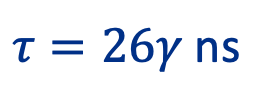 τ = 26γ ns